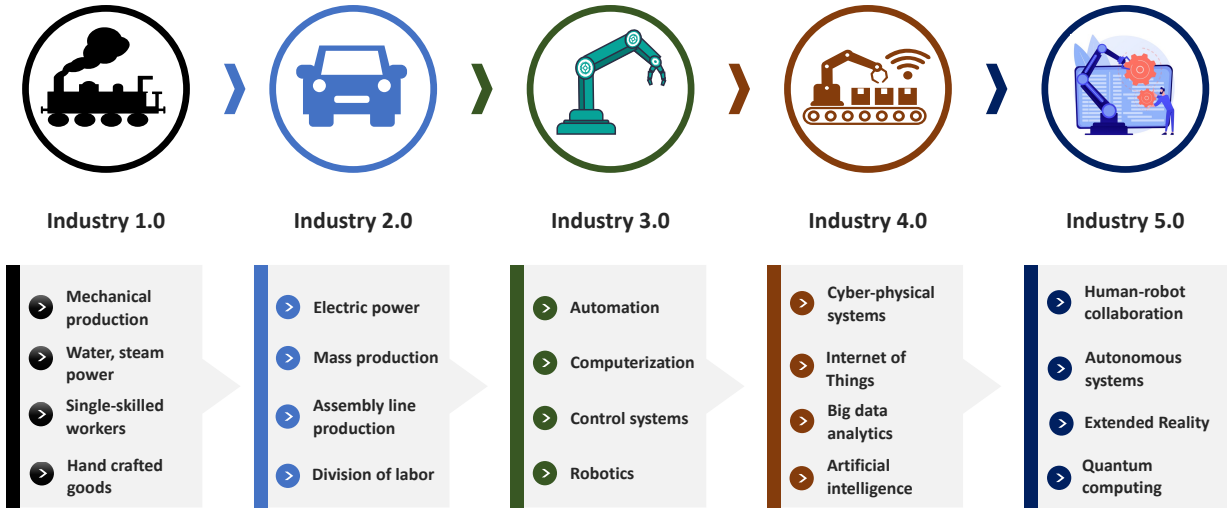 Industry 1.0
Industry 2.0
Industry 3.0
Industry 4.0
Industry 5.0
Mechanical
production
Water, steam
power
Single-skilled
workers
Hand crafted
goods
Electric power
Mass production
Assembly line
production
Division of labor
Automation
Computerization
Control systems
Robotics
Cyber-physical
systems
Internet of
Things
Big data
analytics
Artificial
intelligence
Human-robot
collaboration
Autonomous
systems
Extended Reality
Quantum
computing